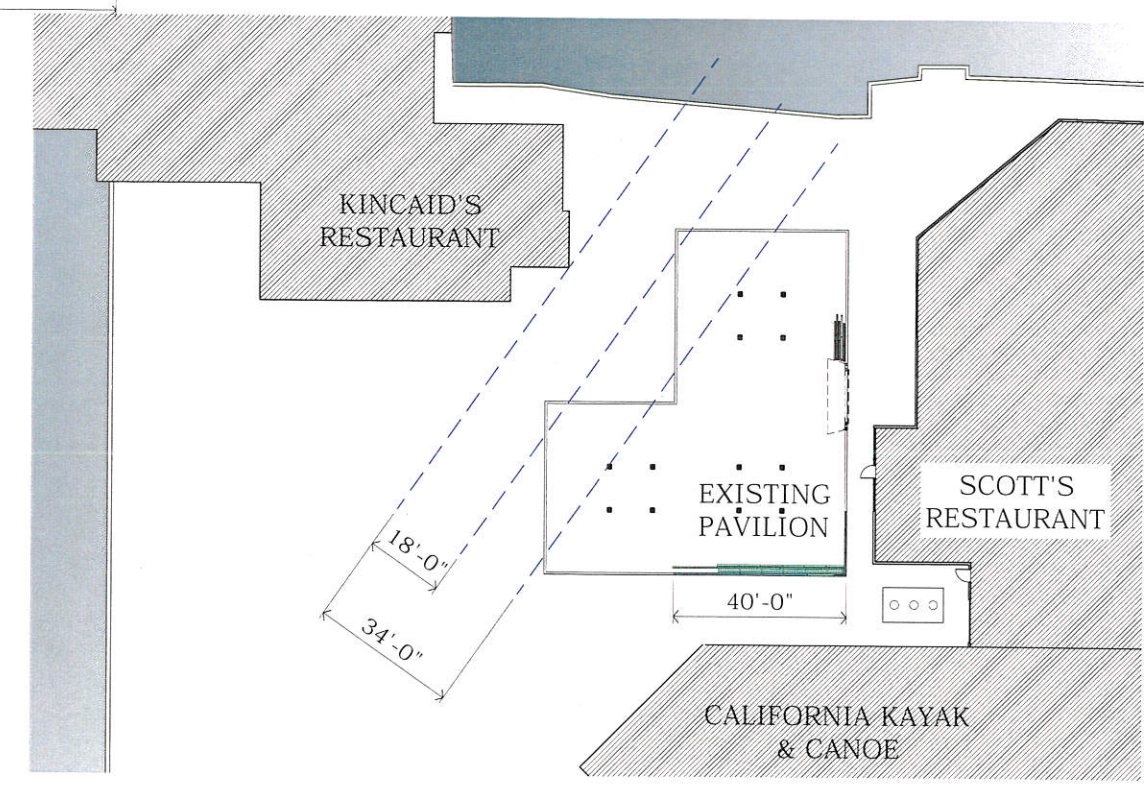 KINCAID'S
RESTAURANT
EXISTING
PAVILION
SCOTT'S
RESTAURANT
18'-0"
34'-0"
40'-0"
CALIFORNIA KAYAK
& CANOE